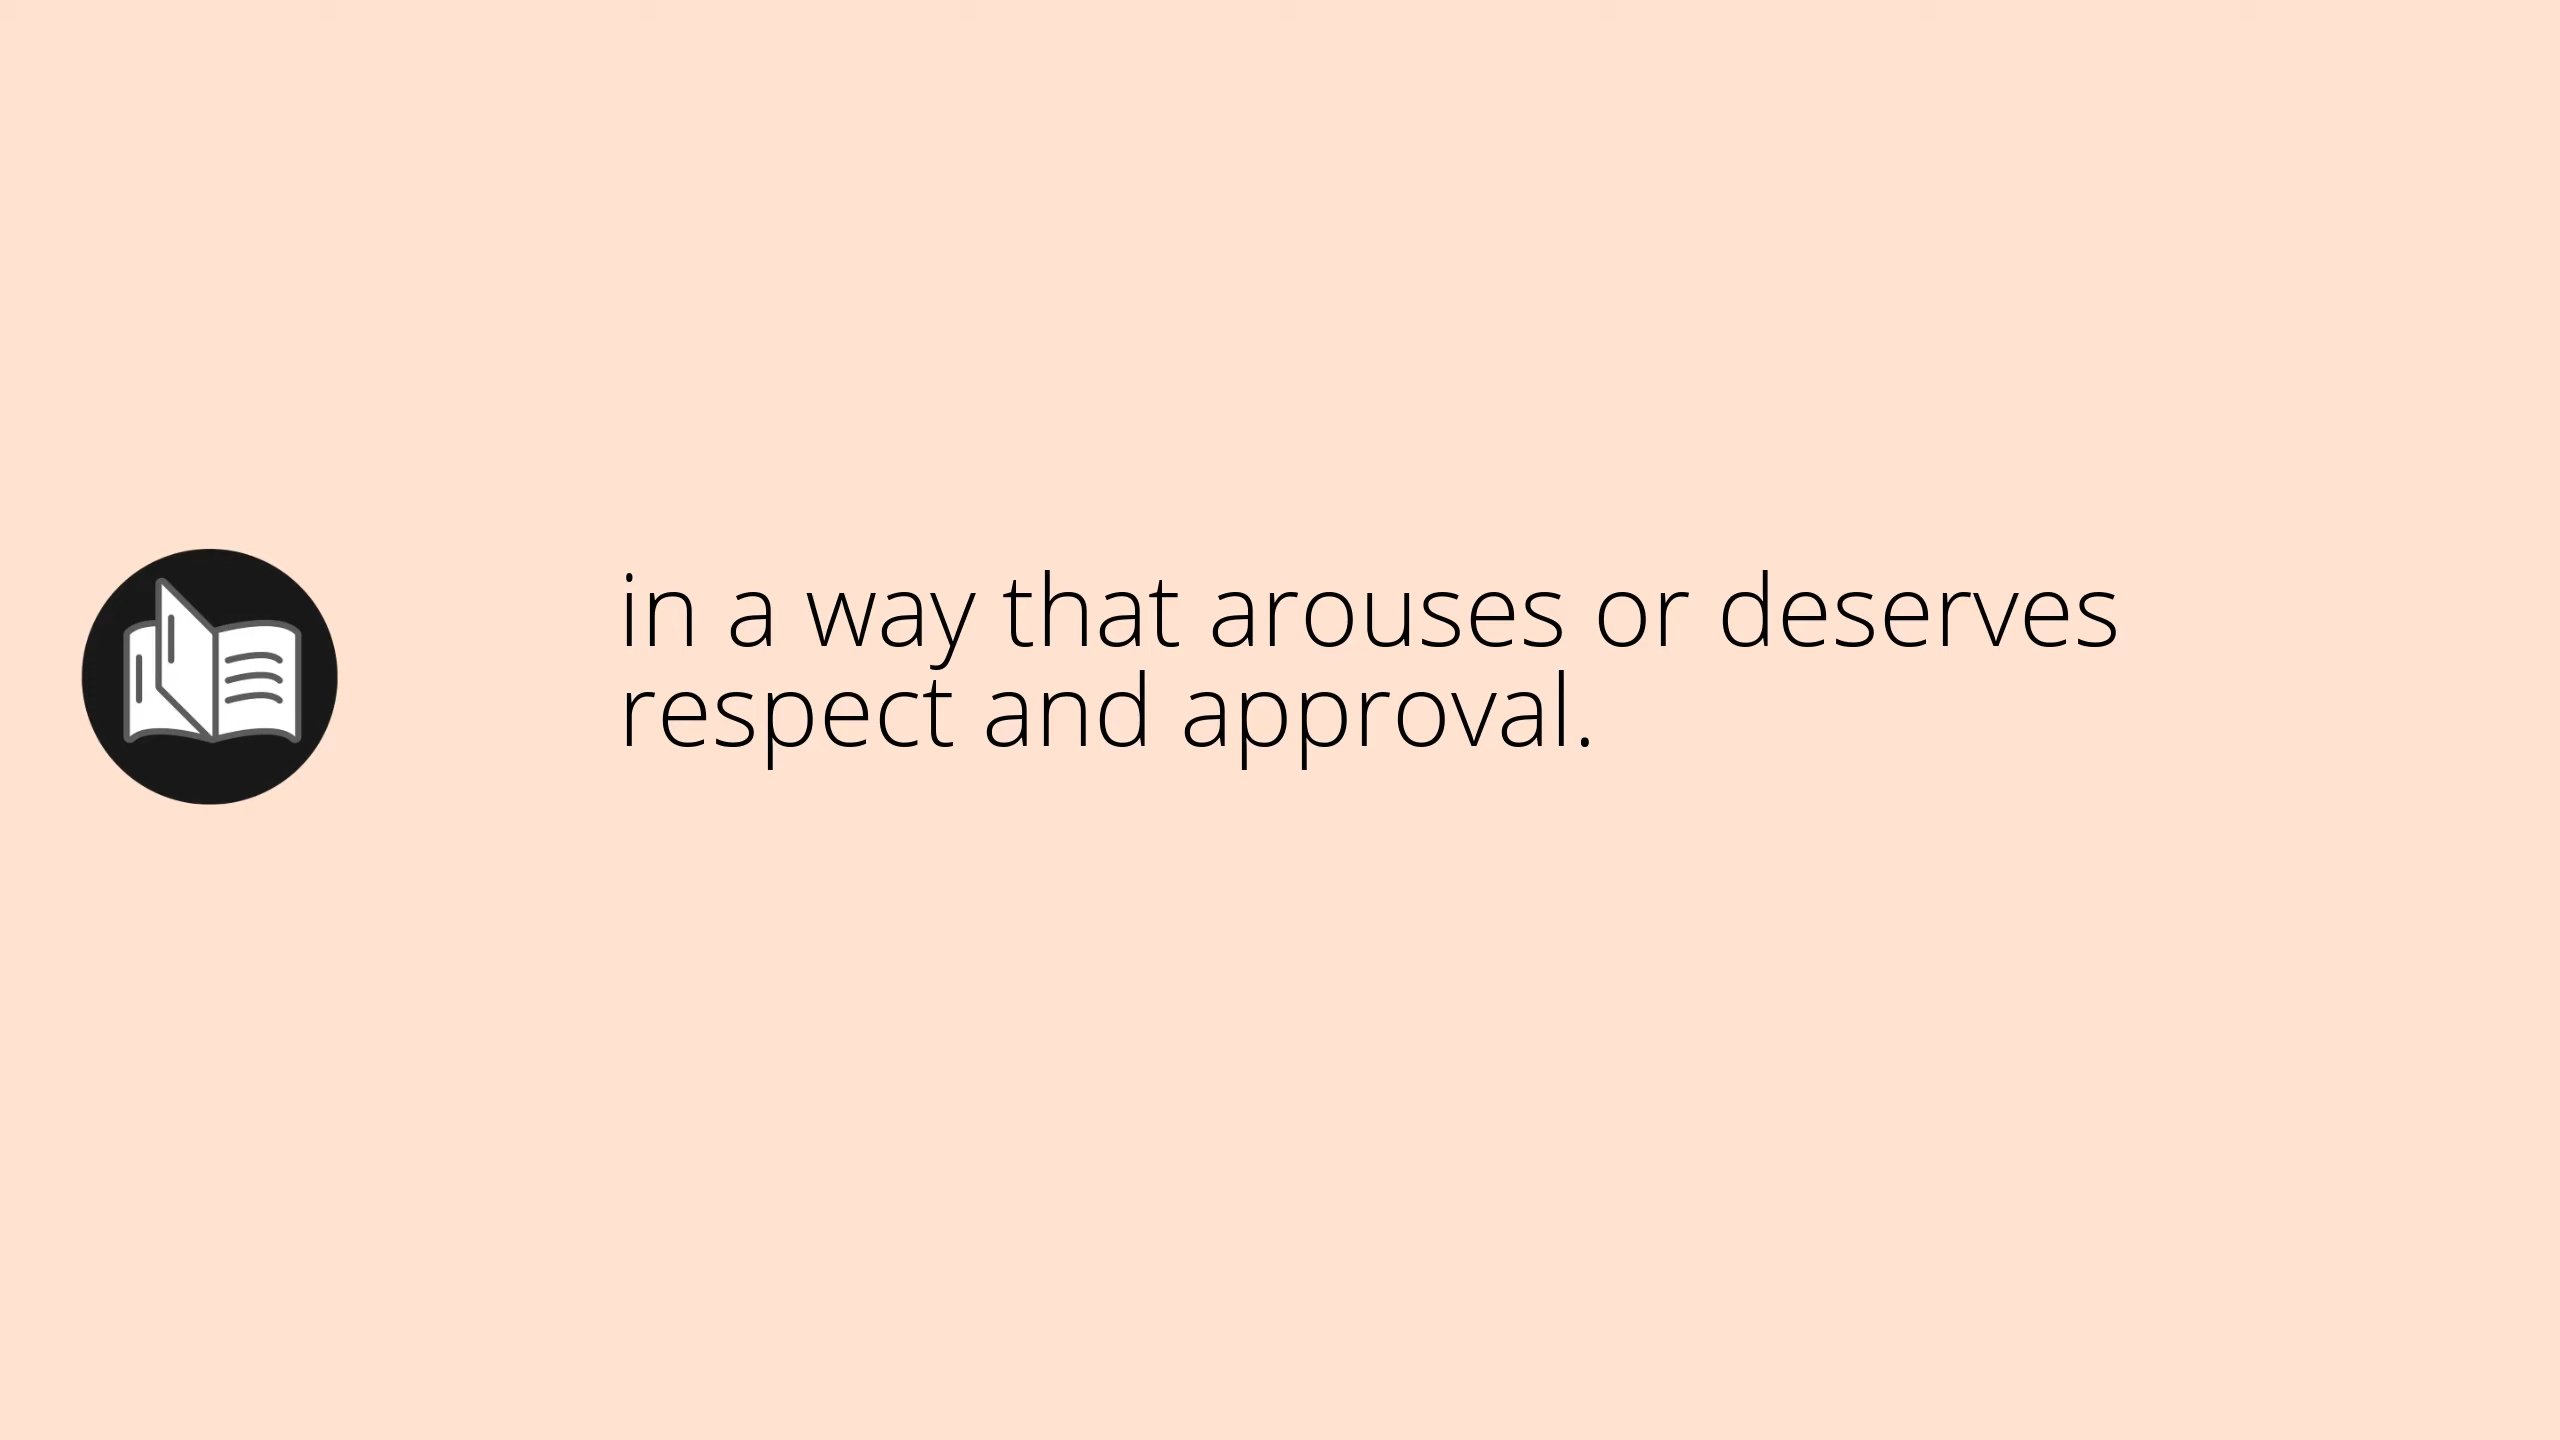 in a way that arouses or deserves
respect and approval.